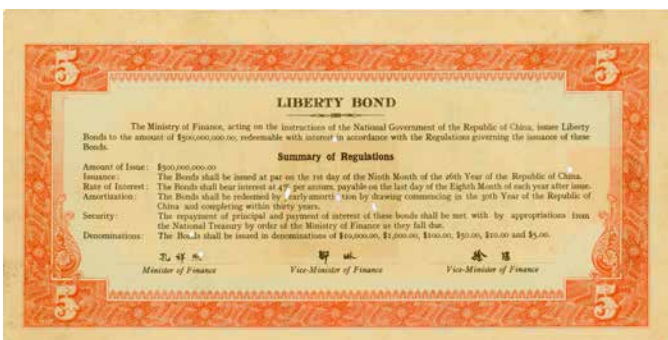 5 5
LIBERTY BOND
The Ministry of Finance, acting on the instructions of the National Government of the Republic of China, issues Liberty
Bonds to the amount of $500,000,000.00, redeemable with interest in accordance with the Regulations governing the issuance of these
Bonds.
Summary of Regulations
Amount of Issue: $500,000,000.00
Issuance: The Bonds shall be issued at par on the 1st day of the Ninth Month of the 26th Year of the Republic of China.
Rate of Interest: The Bonds shall bear interest at 4% per annum, payable on the last day of the Eighth Month of each year after issue.
Amortization: The Bonds shall be redeemed by yearly amortization by drawing commencing in the 30th Year of the Republic of
China and completing within thirty years.
Security: The repayment of principal and payment of interest of these bonds shall be met with by appropriations from
the National Treasury by order of the Ministry of Finance as they fall due.
Denominations: The Bonds shall be issued in denominations of $10,000.00, $1,000.00, $100.00, $50.00, $10.00 and $5.00.
孔祥熙 鄒琳 徐堪
Minister of Finance Vice-Minister of Finance Vice-Minister of Finance
5 5